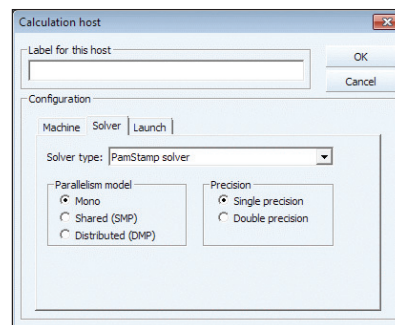 Calculation host
Label for this host
OK
Cancel
Configuration
Machine Solver Launch
Solver type: PamStamp solver
Parallelism model
Mono
Shared (SMP)
Distributed (DMP)
Precision
Single precision
Double precision